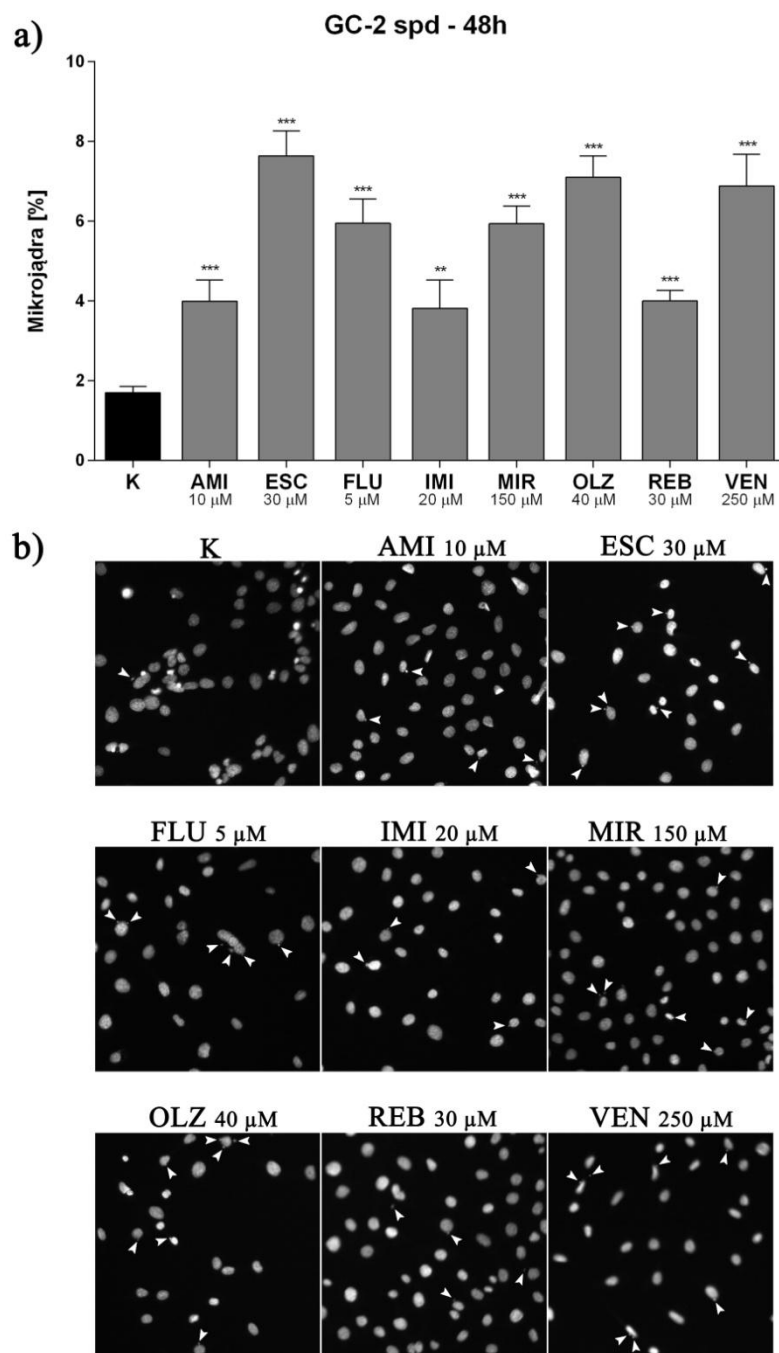 a)
GC-2 spd - 48h
Mikrojądra [%]
10
8
6
4
2
0
***
***
***
**
***
***
***
***
K AMI ESC FLU IMI MIR OLZ REB VEN
10 µM 30 µM 5 µM 20 µM 150 µM 40 µM 30 µM 250 µM
b)
K AMI 10 µM ESC 30 µM
FLU 5 µM IMI 20 µM MIR 150 µM
OLZ 40 µM REB 30 µM VEN 250 µM